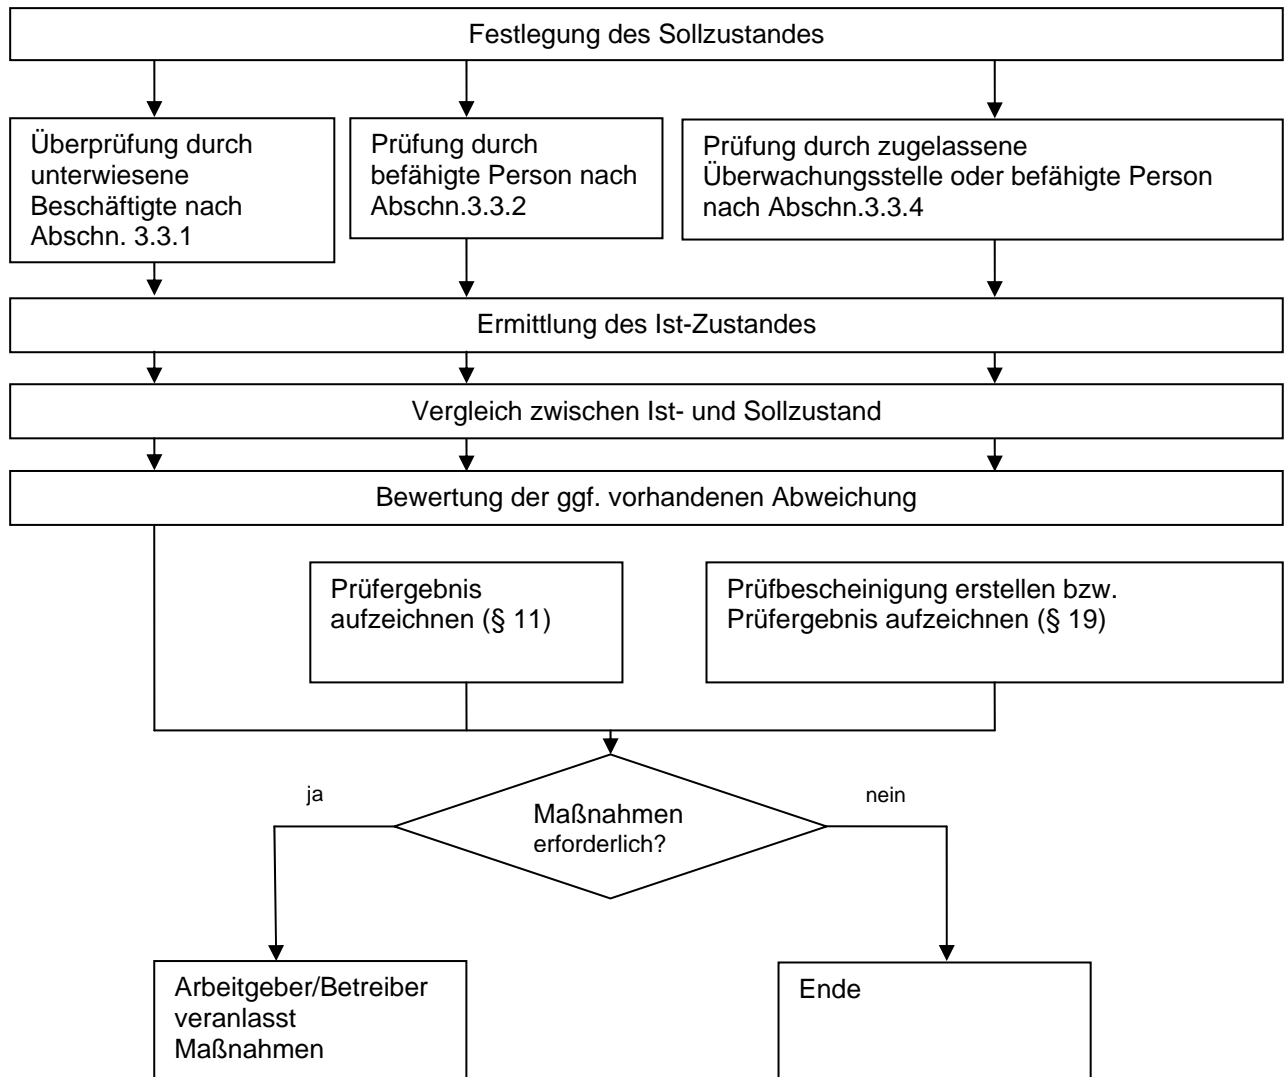 Festlegung des Sollzustandes
Überprüfung durch
unterwiesene
Beschäftigte nach
Abschn. 3.3.1
Prüfung durch
befähigte Person nach
Abschn.3.3.2
Prüfung durch zugelassene
Überwachungsstelle oder befähigte Person
nach Abschn.3.3.4
Ermittlung des Ist-Zustandes
Vergleich zwischen Ist- und Sollzustand
Bewertung der ggf. vorhandenen Abweichung
Prüfergebnis
aufzeichnen (§ 11)
Prüfbescheinigung erstellen bzw.
Prüfergebnis aufzeichnen (§ 19)
ja
nein
Maßnahmen
erforderlich?
Arbeitgeber/Betreiber
veranlasst
Maßnahmen
Ende